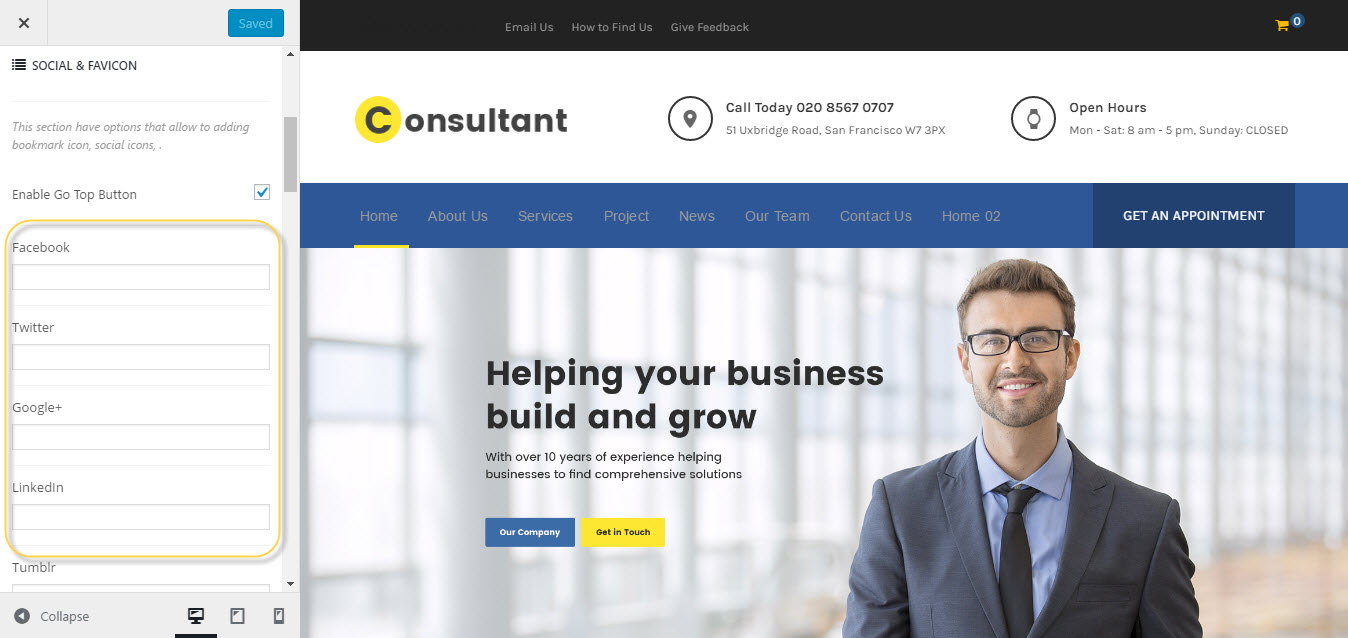 Saved
SOCIAL & FAVICON
This section have options that allow to adding
bookmark icon, social icons, .
Enable Go Top Button
Facebook
Twitter
Google+
LinkedIn
Tumblr
Collapse
Email Us How to Find Us Give Feedback
0
Consultant
Call Today 020 8567 0707
51 Uxbridge Road, San Francisco W7 3PX
Open Hours
Mon - Sat: 8 am - 5 pm, Sunday: CLOSED
Home About Us Services Project News Our Team Contact Us Home 02
GET AN APPOINTMENT
Helping your business
build and grow
With over 10 years of experience helping
businesses to find comprehensive solutions
Our Company Get in Touch